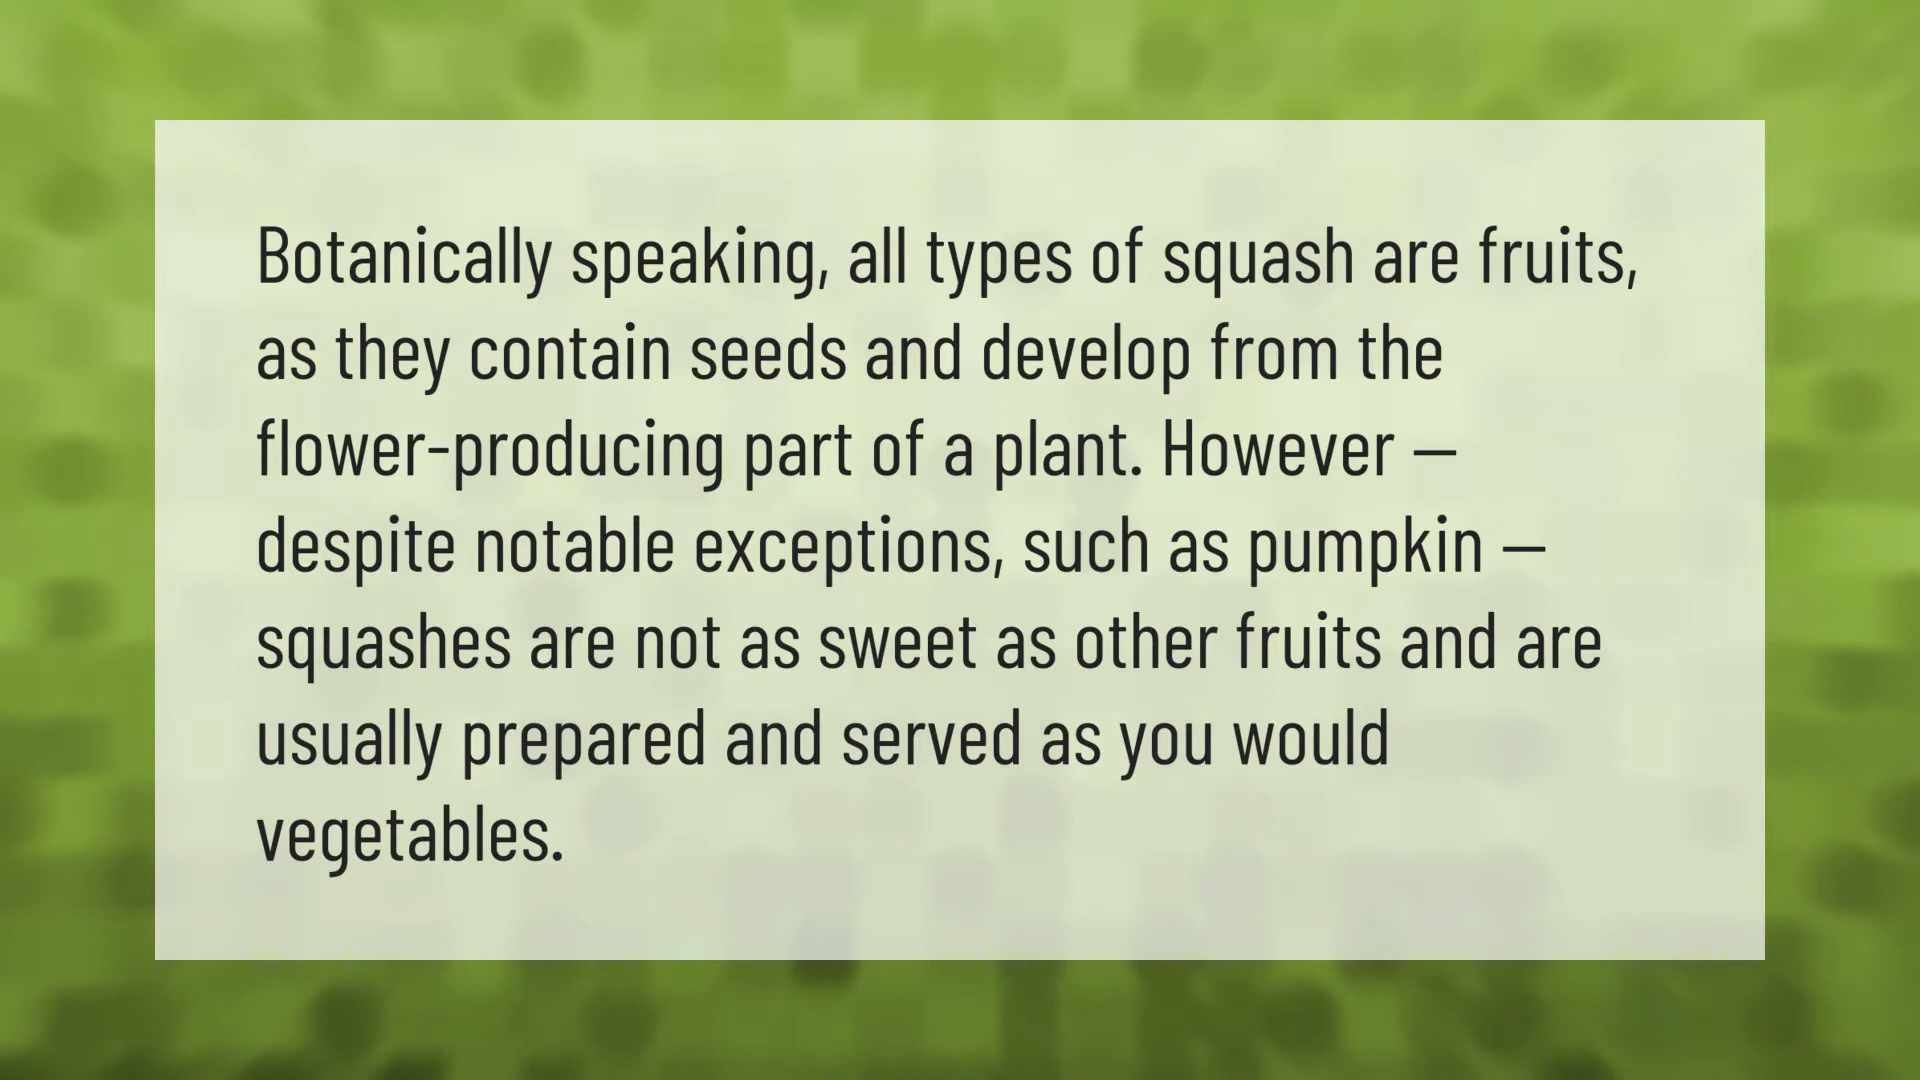 Botanically speaking, all types of squash are fruits,
as they contain seeds and develop from the
flower-producing part of a plant. However —
despite notable exceptions, such as pumpkin —
squashes are not as sweet as other fruits and are
usually prepared and served as you would
vegetables.